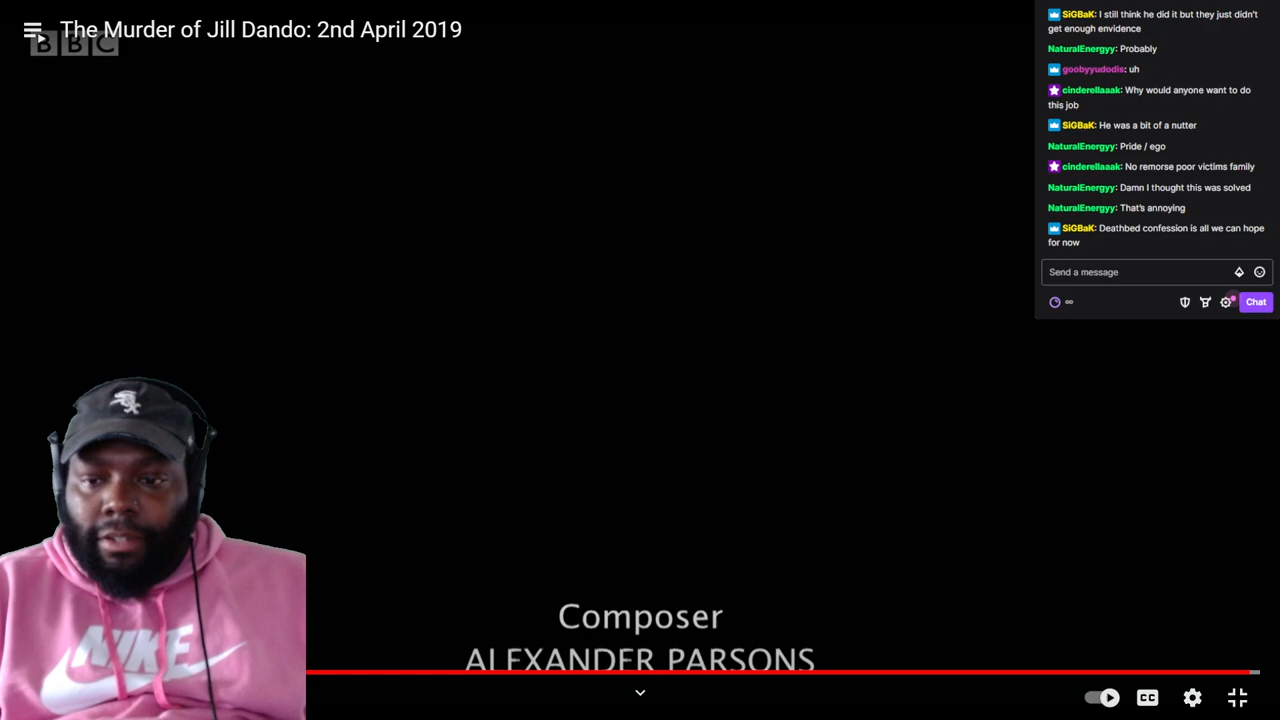 The Murder of Jill Dando: 2nd April 2019
BBC
SiGBaK: I still think he did it but they just didn't
get enough envidence
NaturalEnergyy: Probably
goobyyudodis: uh
cinderellaaak: Why would anyone want to do
this job
SiGBaK: He was a bit of a nutter
NaturalEnergyy: Pride / ego
cinderellaaak: No remorse poor victims family
NaturalEnergyy: Damn I thought this was solved
NaturalEnergyy: That's annoying
SiGBaK: Deathbed confession is all we can hope
for now
Send a message
Chat
NIKE
Composer
ALEXANDER PARSONS
CC